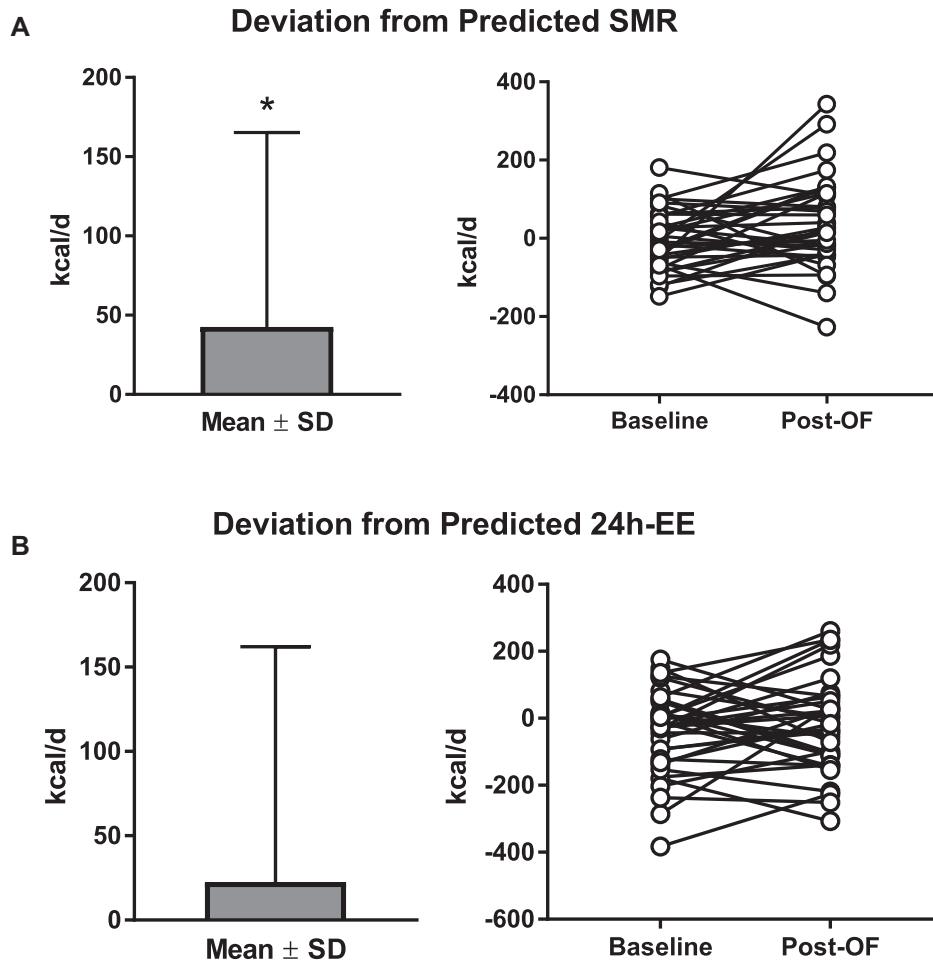 A
Deviation from Predicted SMR
200
150
100
50
0
kcal/d
*
Mean ± SD
400
200
0
-200
-400
kcal/d
Baseline Post-OF
B
Deviation from Predicted 24h-EE
200
150
100
50
0
kcal/d
Mean ± SD
400
200
0
-200
-400
-600
kcal/d
Baseline Post-OF